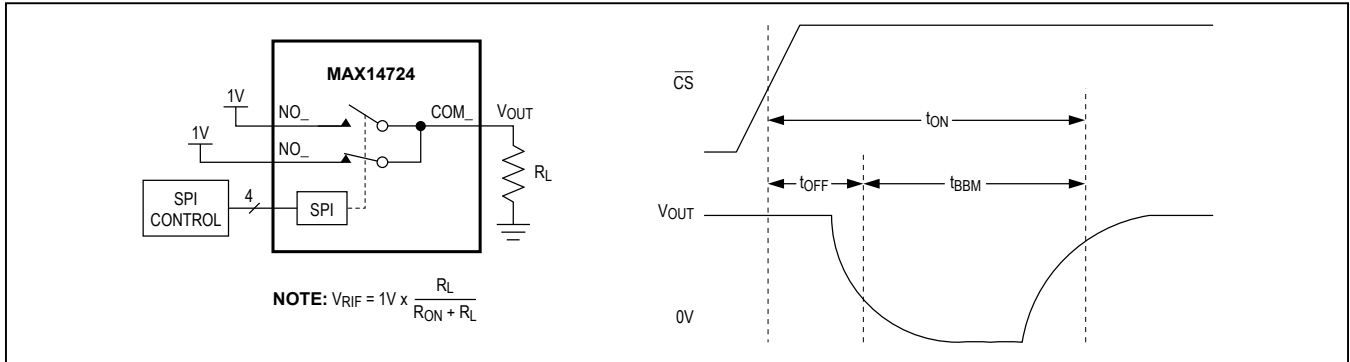 MAX14724
1V
NO_
COM_
VOUT
1V
NO_
RL
SPI
CONTROL
4
SPI
NOTE: VRIF = 1V x RL
RON + RL
CS
tON
tOFF
tBBM
VOUT
0V